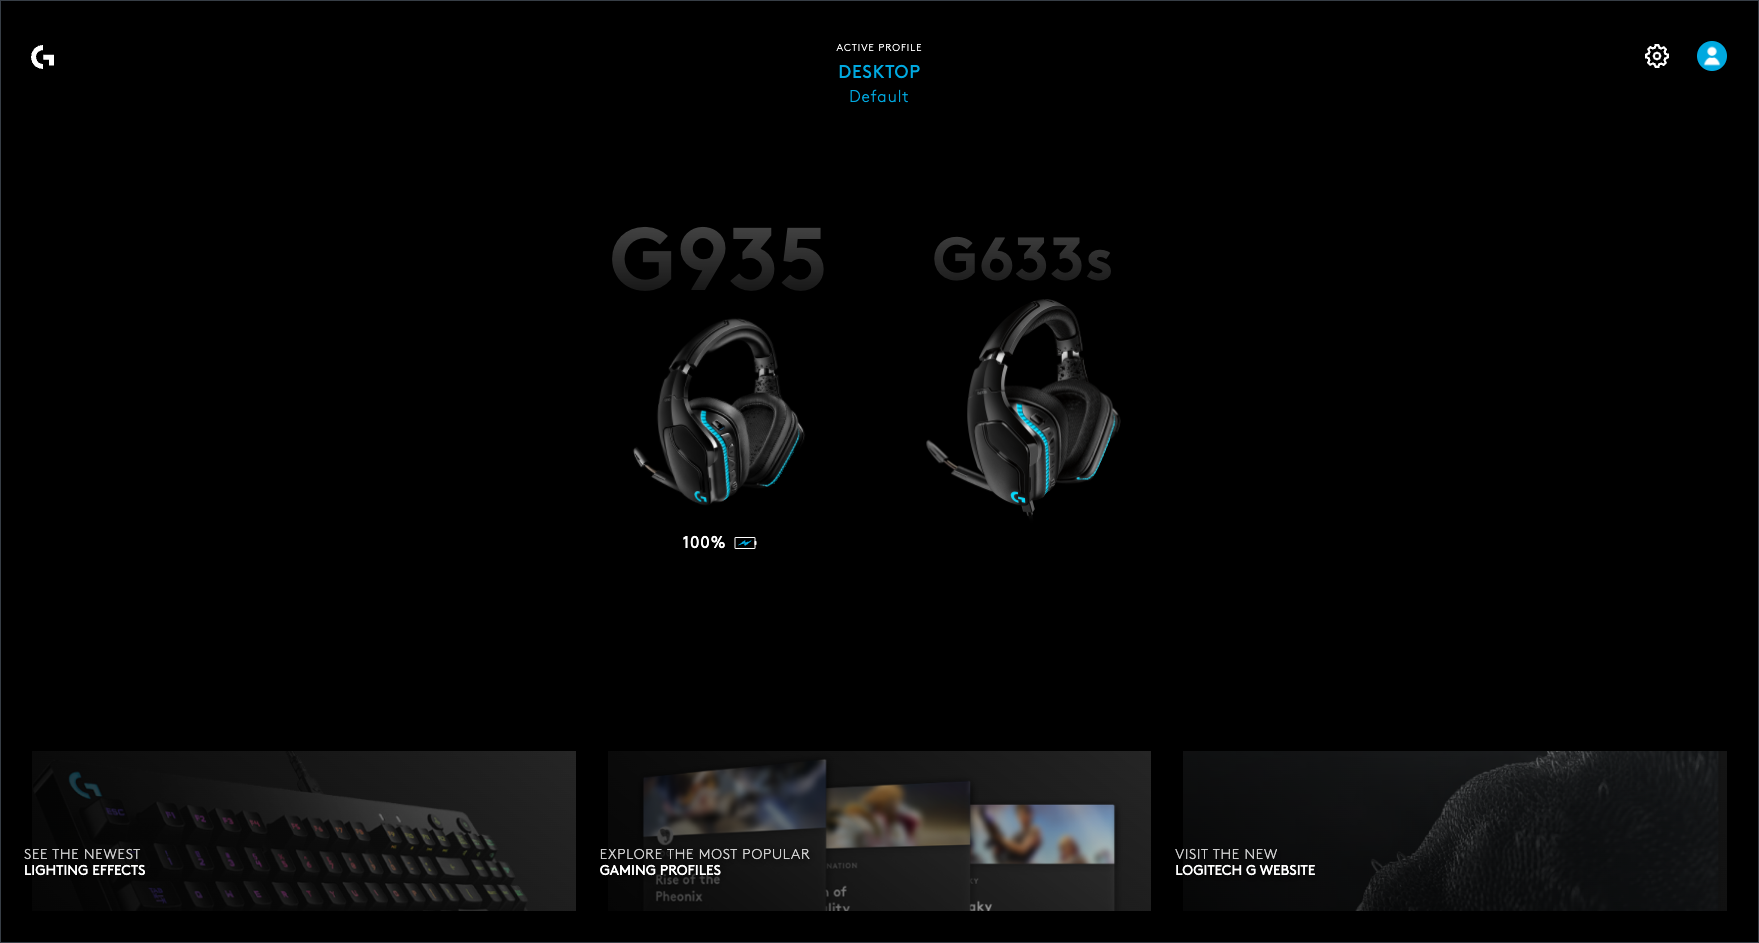 ACTIVE PROFILE
DESKTOP
Default
G935
G633s
100%
SEE THE NEWEST
LIGHTING EFFECTS
EXPLORE THE MOST POPULAR
GAMING PROFILES
Rise of the
Pheonix
VISIT THE NEW
LOGITECH G WEBSITE